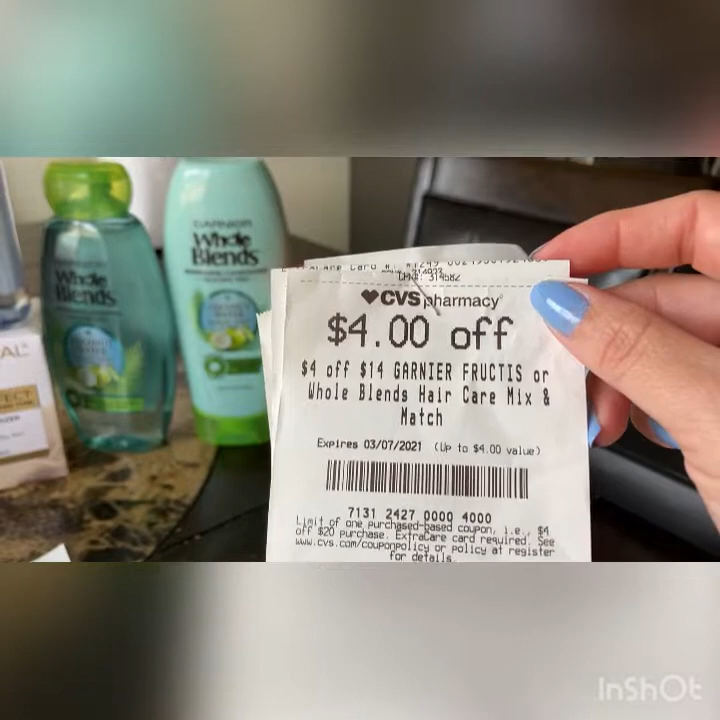 GARNIER
Whole
Blends
Whole
Blends
CPN#: 314582
CVS pharmacy®
$4.00 off
$4 off $14 GARNIER FRUCTIS or
Whole Blends Hair Care Mix &
Match
Expires 03/07/2021 (Up to $4.00 value)
7131 2427 0000 4000
Limit of one purchased-based coupon, i.e., $4
off $20 purchase. ExtraCare card required. See
www.cvs.com/couponpolicy or policy at register
for details.
InShOt